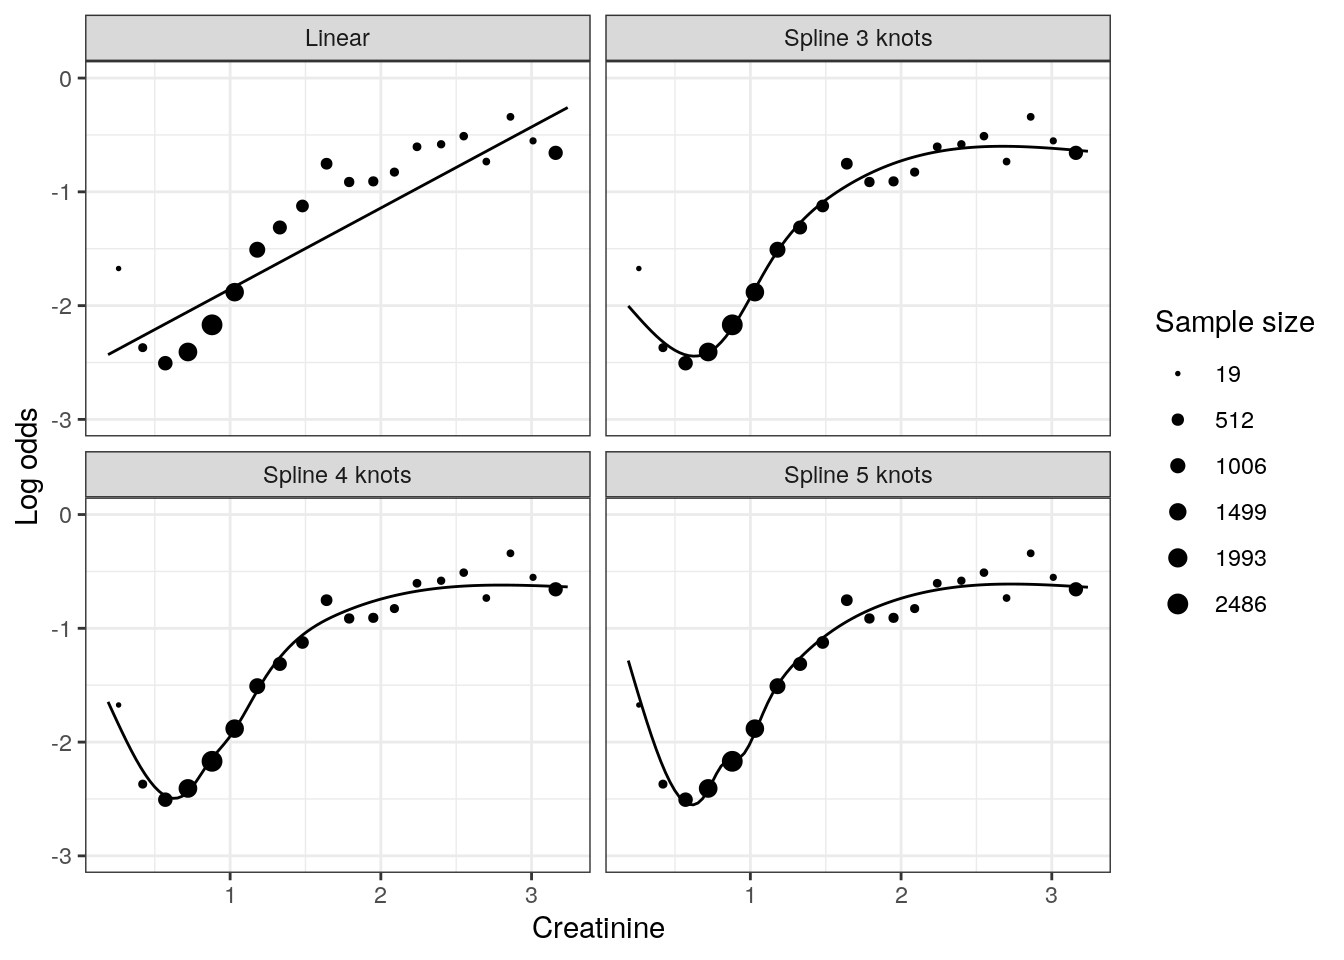 Linear
Spline 3 knots
0
-1
-2
-3
Spline 4 knots
Spline 5 knots
0
-1
-2
-3
1 2 3
1 2 3
Log odds
Creatinine
Sample size
19
512
1006
1499
1993
2486